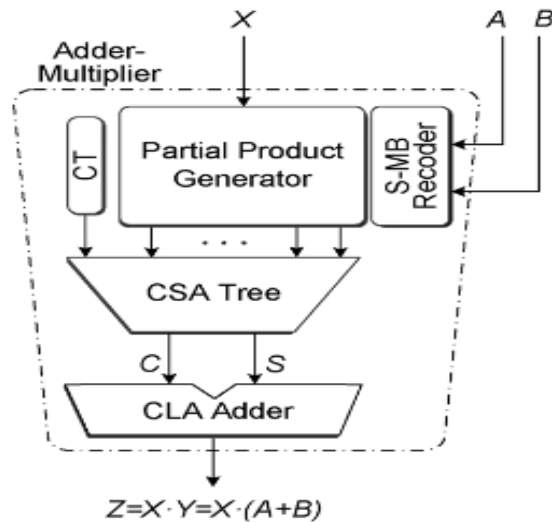 X
A
B
Adder-
Multiplier
CT
Partial Product
Generator
S-MB
Recoder
. . .
CSA Tree
C
S
CLA Adder
Z=X·Y=X·(A+B)